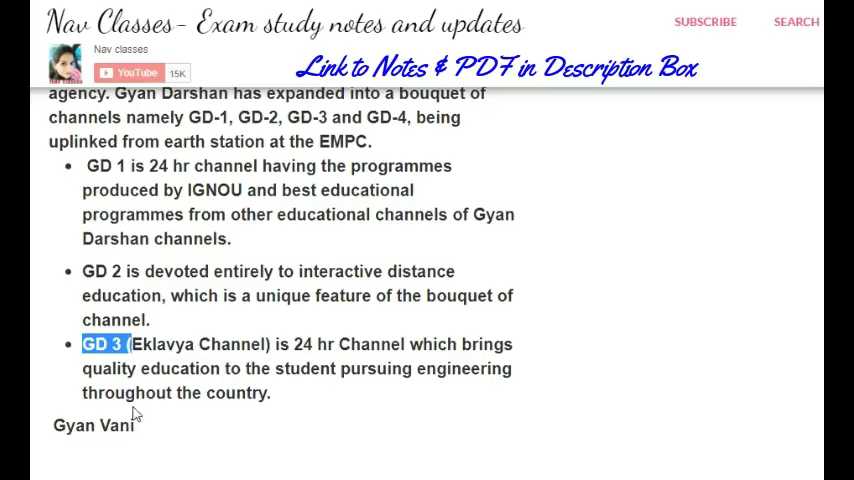 Nav Classes- Exam study notes and updates
SUBSCRIBE
SEARCH
Nav classes
YouTube 15K
Link to Notes & PDF in Description Box
agency. Gyan Darshan has expanded into a bouquet of
channels namely GD-1, GD-2, GD-3 and GD-4, being
uplinked from earth station at the EMPC.
• GD 1 is 24 hr channel having the programmes
produced by IGNOU and best educational
programmes from other educational channels of Gyan
Darshan channels.
• GD 2 is devoted entirely to interactive distance
education, which is a unique feature of the bouquet of
channel.
• GD 3 (Eklavya Channel) is 24 hr Channel which brings
quality education to the student pursuing engineering
throughout the country.
Gyan Vani